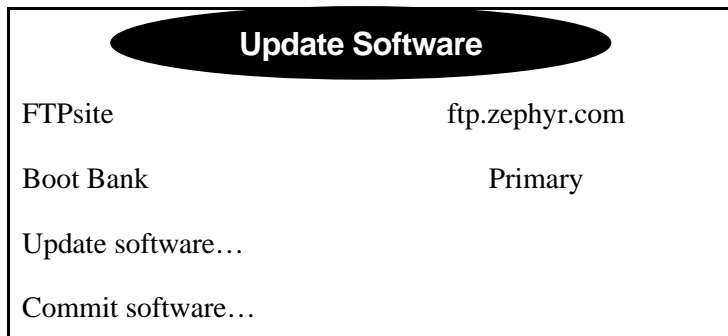 Update Software
FTPsite ftp.zephyr.com
Boot Bank Primary
Update software…
Commit software…